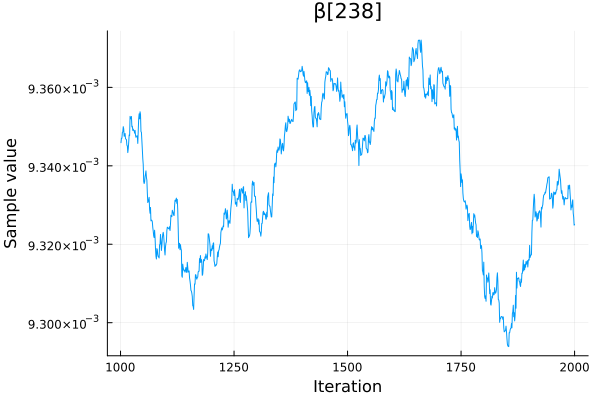 β[238]
Sample value
9.360×10⁻³
9.340×10⁻³
9.320×10⁻³
9.300×10⁻³
1000 1250 1500 1750 2000
Iteration